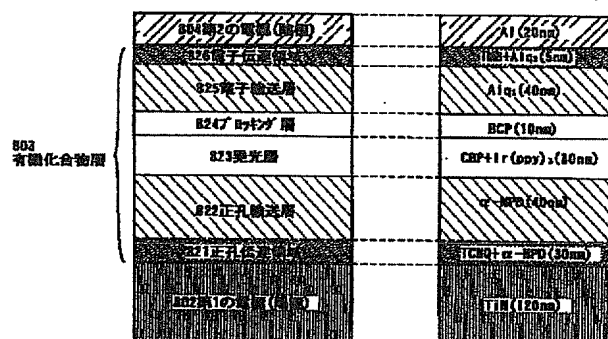 804第2の電極(陰極)
826電子伝達領域
825電子輸送層
824ブロッキング層
823発光層
822正孔輸送層
821正孔伝達領域
802第1の電極(陽極)
803
有機化合物層
Al(20nm)
Alq₃(40nm)
BCP(10nm)
CBP+Ir(ppy)₃(30nm)
α-NPD(40nm)
TCNQ+α-NPD(30nm)
TiN(120nm)